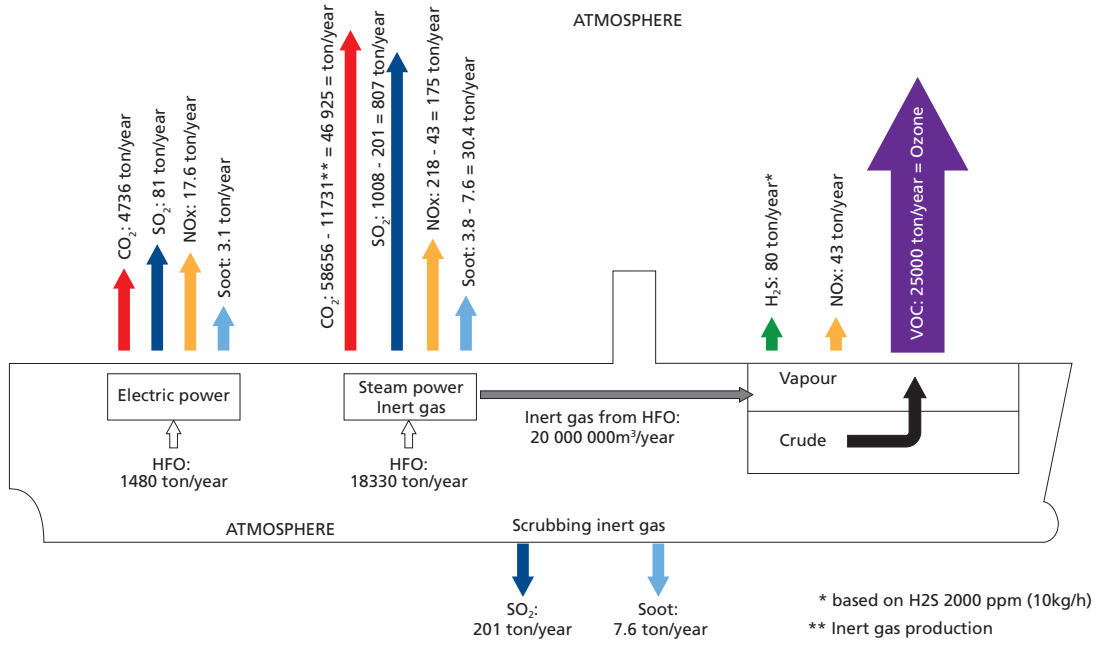 ATMOSPHERE
CO2: 4736 ton/year
SO2: 81 ton/year
NOx: 17.6 ton/year
Soot: 3.1 ton/year
CO2: 58656 - 11731** = 46 925 = ton/year
SO2: 1008 - 201 = 807 ton/year
NOx: 218 - 43 = 175 ton/year
Soot: 3.8 - 7.6 = 30.4 ton/year
H2S: 80 ton/year*
NOx: 43 ton/year
VOC: 25000 ton/year = Ozone
Electric power
HFO:
1480 ton/year
Steam power
Inert gas
HFO:
18330 ton/year
Inert gas from HFO:
20 000 000m³/year
Vapour
Crude
ATMOSPHERE
Scrubbing inert gas
SO2:
201 ton/year
Soot:
7.6 ton/year
* based on H2S 2000 ppm (10kg/h)
** Inert gas production